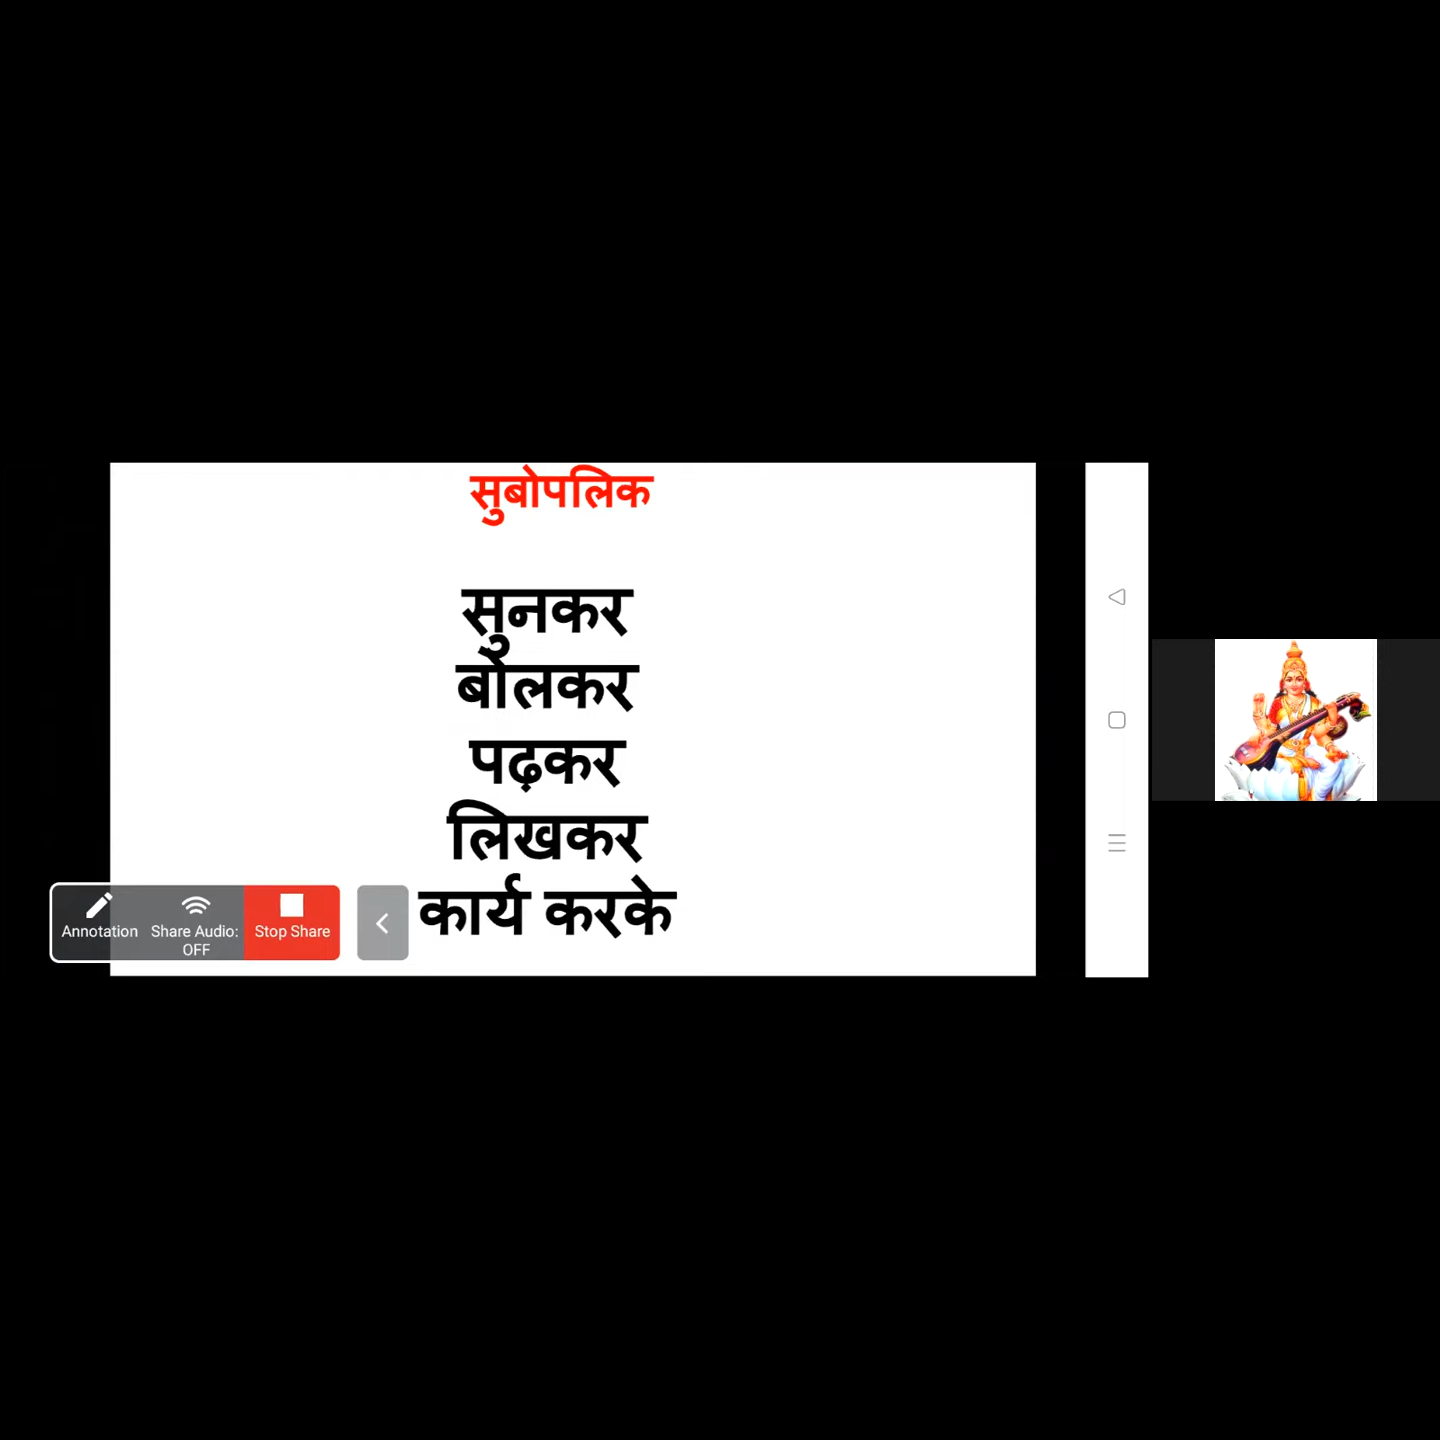 सुबोपलिक
सुनकर
बोलकर
पढ़कर
लिखकर
कार्य करके
Annotation
Share Audio:
OFF
Stop Share